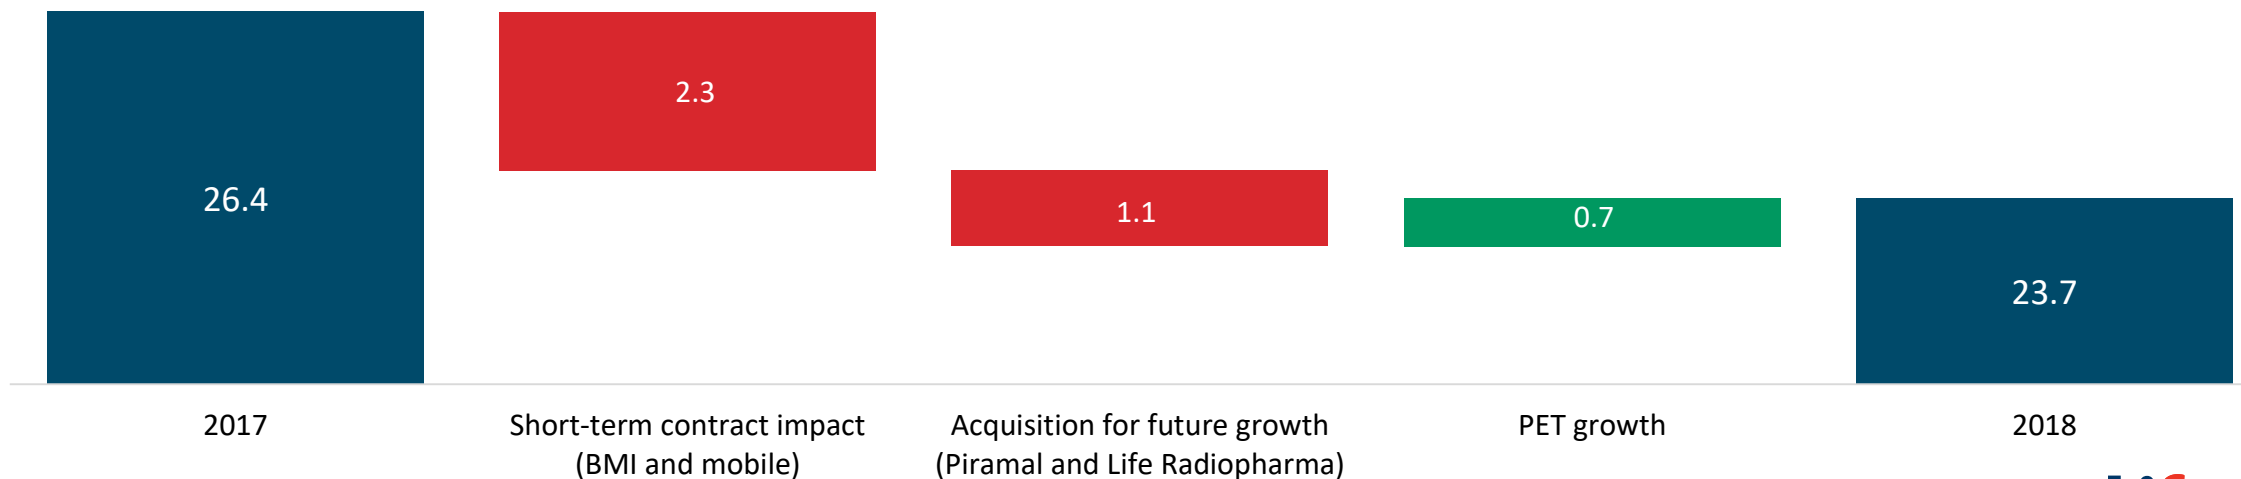 26.4
2.3
1.1
0.7
23.7
2017
Short-term contract impact
(BMI and mobile)
Acquisition for future growth
(Piramal and Life Radiopharma)
PET growth
2018